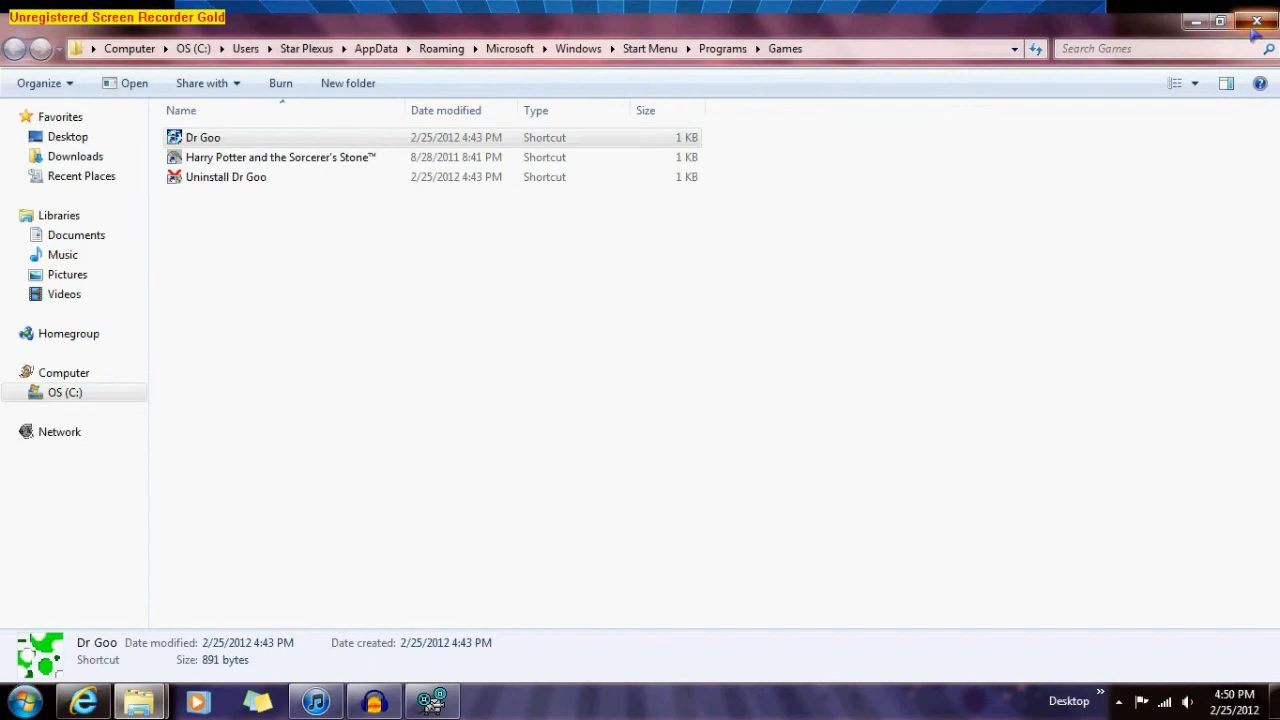 Unregistered Screen Recorder Gold
Computer OS (C:) Users Star Plexus AppData Roaming Microsoft Windows Start Menu Programs Games Search Games
Organize Open Share with Burn New folder
Name Date modified Type Size
Favorites
Desktop
Downloads
Recent Places
Libraries
Documents
Music
Pictures
Videos
Homegroup
Computer
OS (C:)
Network
Dr Goo 2/25/2012 4:43 PM Shortcut 1 KB
Harry Potter and the Sorcerer's Stone™ 8/28/2011 8:41 PM Shortcut 1 KB
Uninstall Dr Goo 2/25/2012 4:43 PM Shortcut 1 KB
Dr Goo Date modified: 2/25/2012 4:43 PM Date created: 2/25/2012 4:43 PM
Shortcut Size: 891 bytes
Desktop » 4:50 PM
2/25/2012